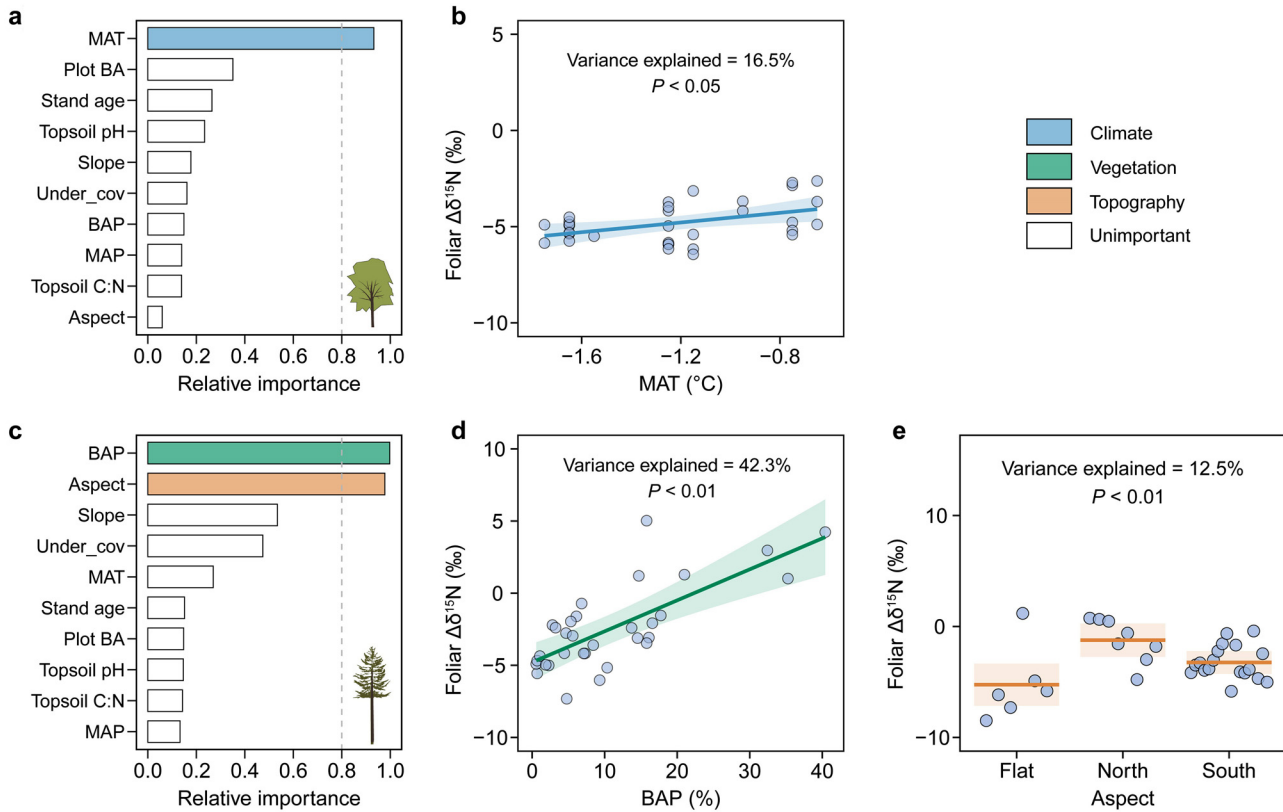 a
MAT
Plot BA
Stand age
Topsoil pH
Slope
Under_cov
BAP
MAP
Topsoil C:N
Aspect
0.0 0.2 0.4 0.6 0.8 1.0
Relative importance
b
Variance explained = 16.5%
P < 0.05
5
0
−5
−10
Foliar Δδ¹⁵N (‰)
−1.6 −1.2 −0.8
MAT (°C)
Climate
Vegetation
Topography
Unimportant
c
BAP
Aspect
Slope
Under_cov
MAT
Stand age
Plot BA
Topsoil pH
Topsoil C:N
MAP
0.0 0.2 0.4 0.6 0.8 1.0
Relative importance
d
Variance explained = 42.3%
P < 0.01
10
5
0
−5
−10
Foliar Δδ¹⁵N (‰)
0 10 20 30 40
BAP (%)
e
Variance explained = 12.5%
P < 0.01
10
0
−10
Foliar Δδ¹⁵N (‰)
Flat North South
Aspect